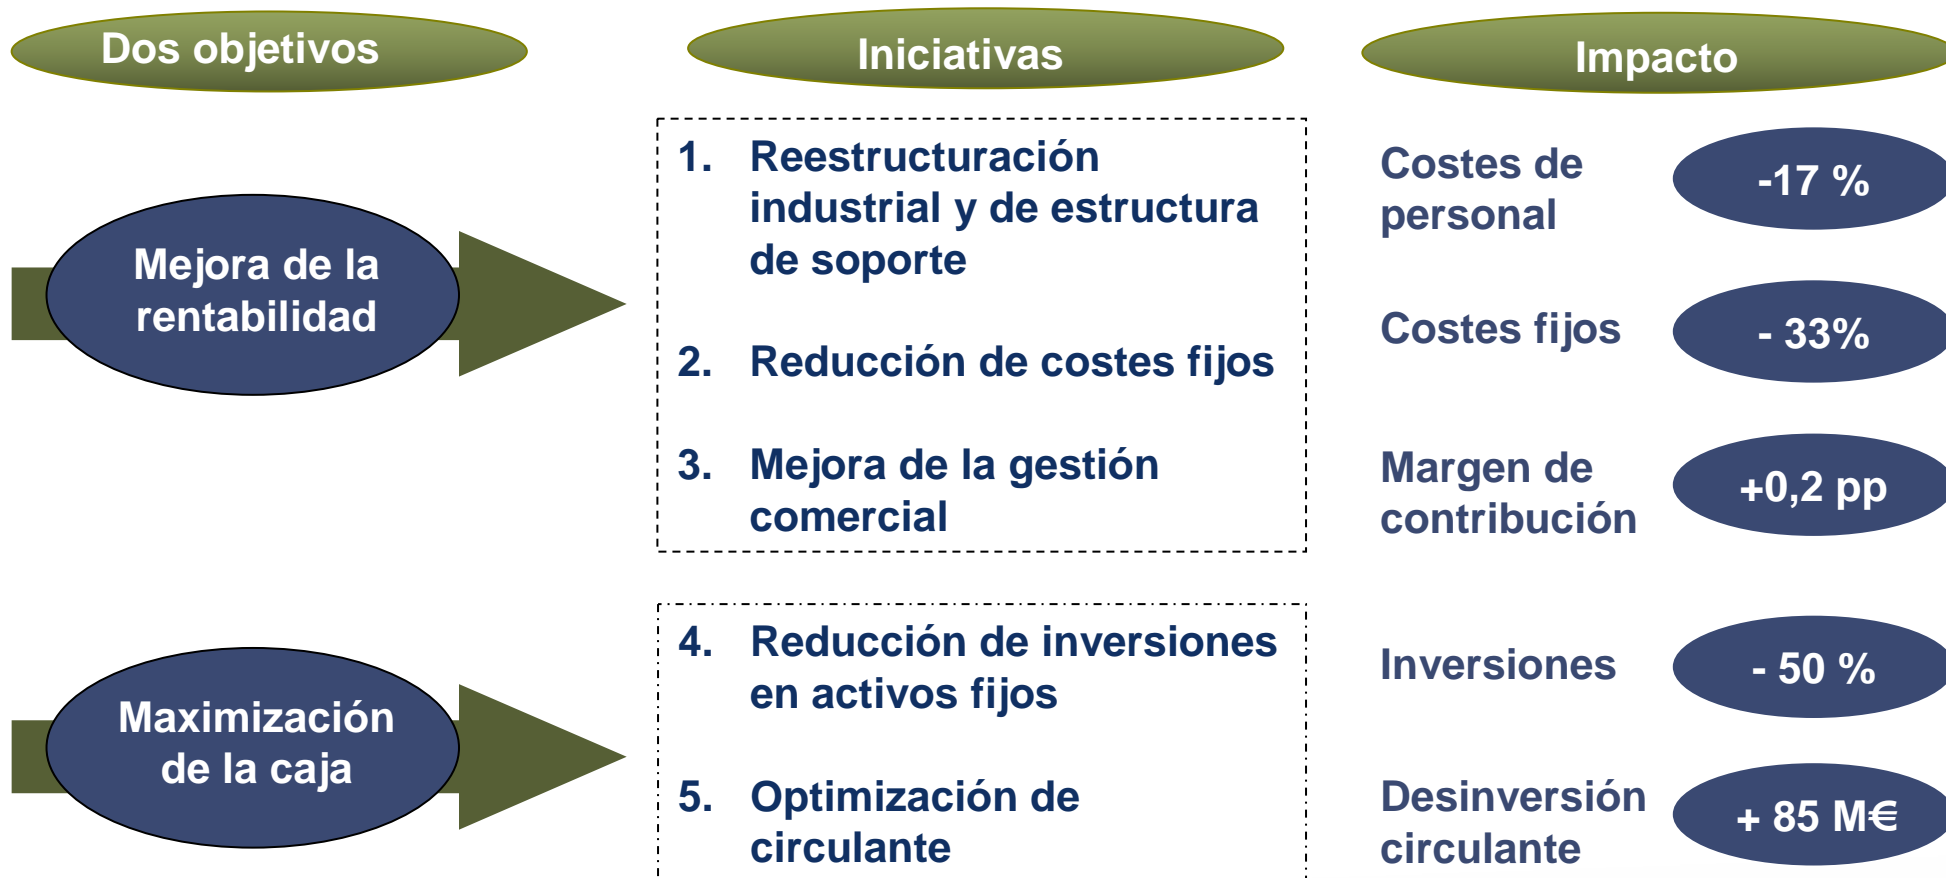 Dos objetivos
Iniciativas
Impacto
Mejora de la
rentabilidad
1. Reestructuración
industrial y de estructura
de soporte
2. Reducción de costes fijos
3. Mejora de la gestión
comercial
Costes de
personal
-17 %
Costes fijos
- 33%
Margen de
contribución
+0,2 pp
Maximización
de la caja
4. Reducción de inversiones
en activos fijos
5. Optimización de
circulante
Inversiones
- 50 %
Desinversión
circulante
+ 85 M€